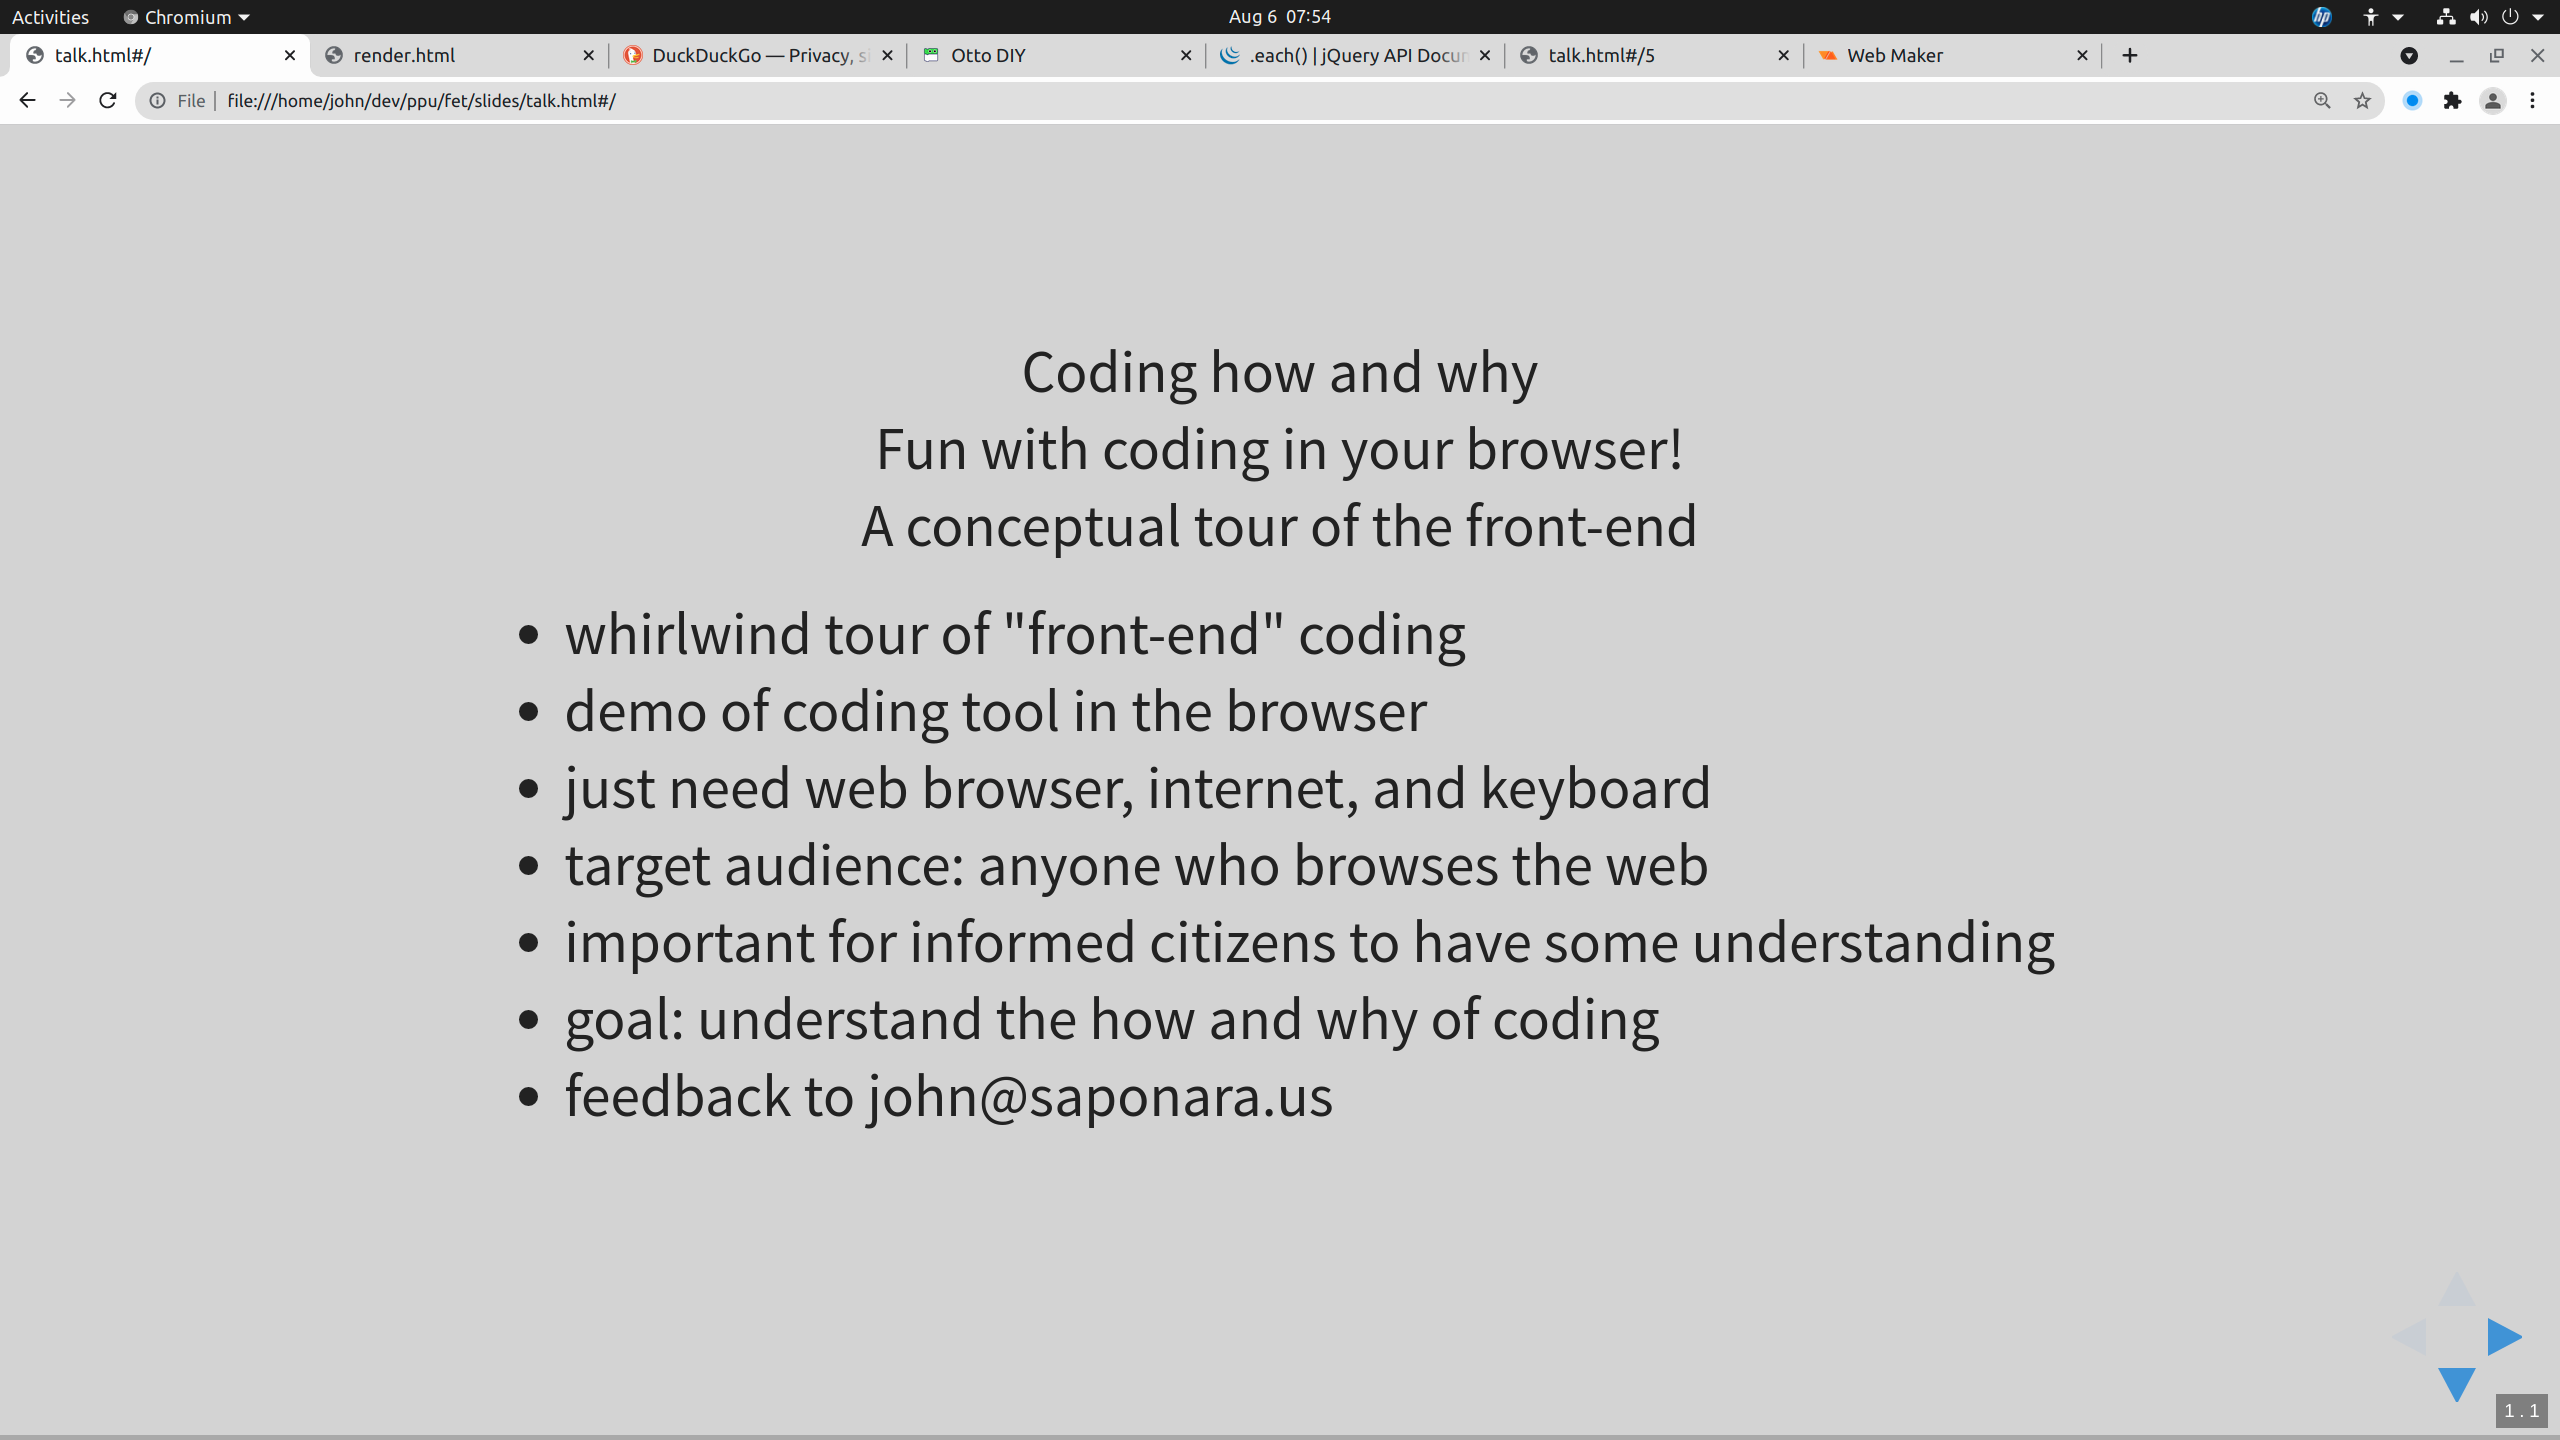 Activities Chromium Aug 6 07:54
talk.html#/ render.html DuckDuckGo — Privacy, Otto DIY .each() | jQuery API talk.html#/5 Web Maker
File file:///home/john/dev/ppu/fet/slides/talk.html#/
Coding how and why
Fun with coding in your browser!
A conceptual tour of the front-end
• whirlwind tour of "front-end" coding
• demo of coding tool in the browser
• just need web browser, internet, and keyboard
• target audience: anyone who browses the web
• important for informed citizens to have some understanding
• goal: understand the how and why of coding
• feedback to john@saponara.us
1 . 1